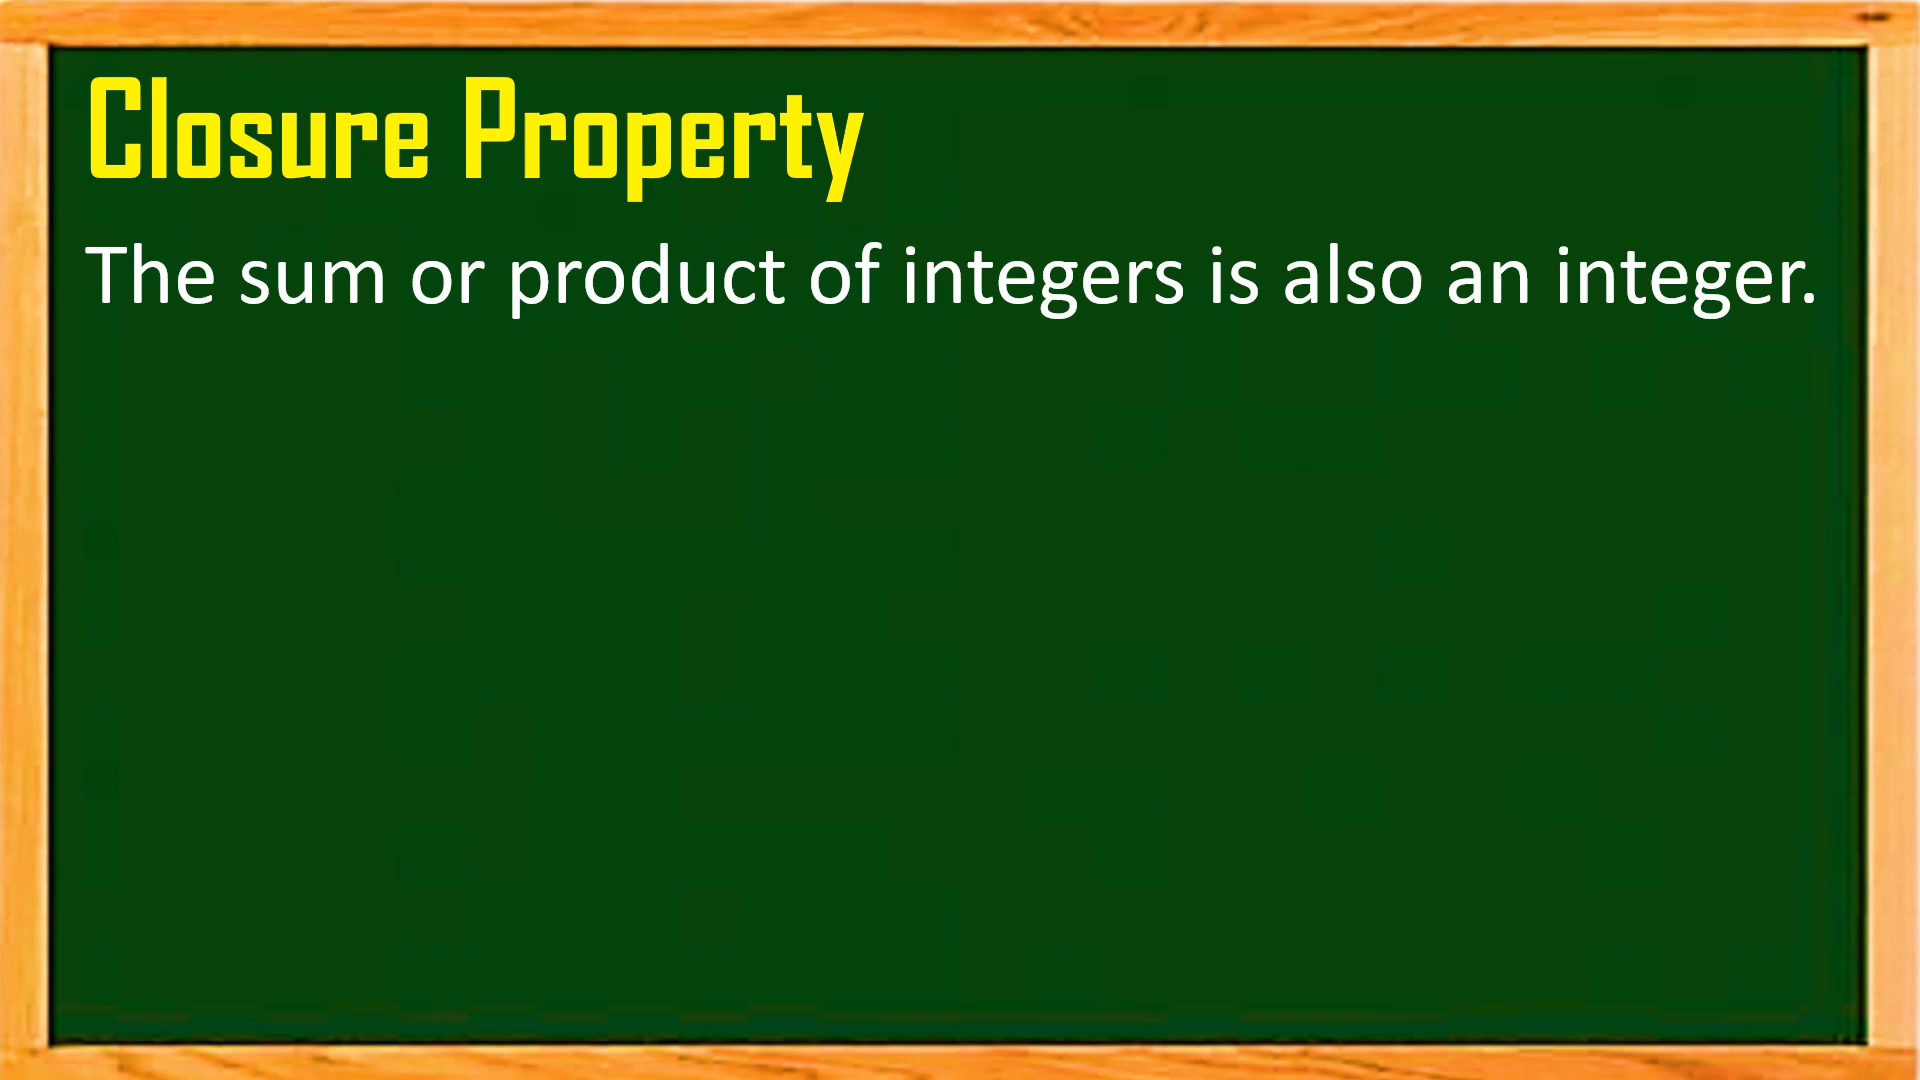 Closure Property
The sum or product of integers is also an integer.